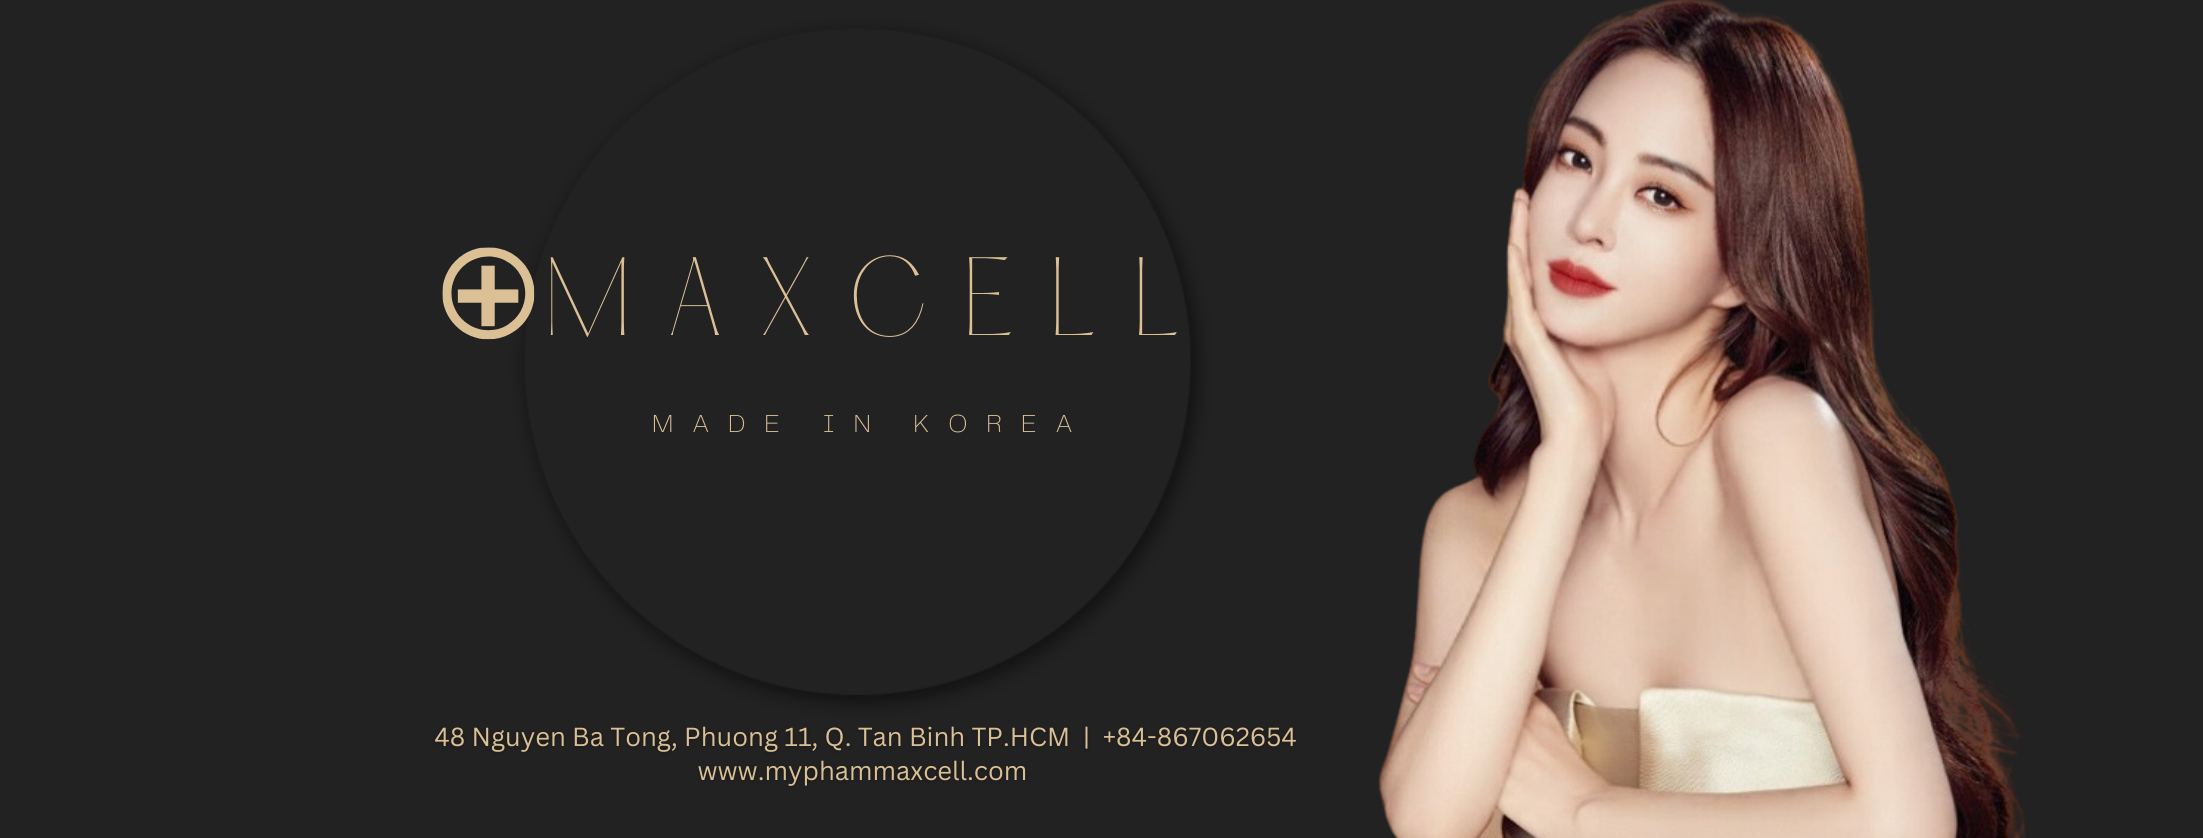 MAXCELL
MADE IN KOREA
48 Nguyen Ba Tong, Phuong 11, Q. Tan Binh TP.HCM | +84-867062654
www.myphammaxcell.com